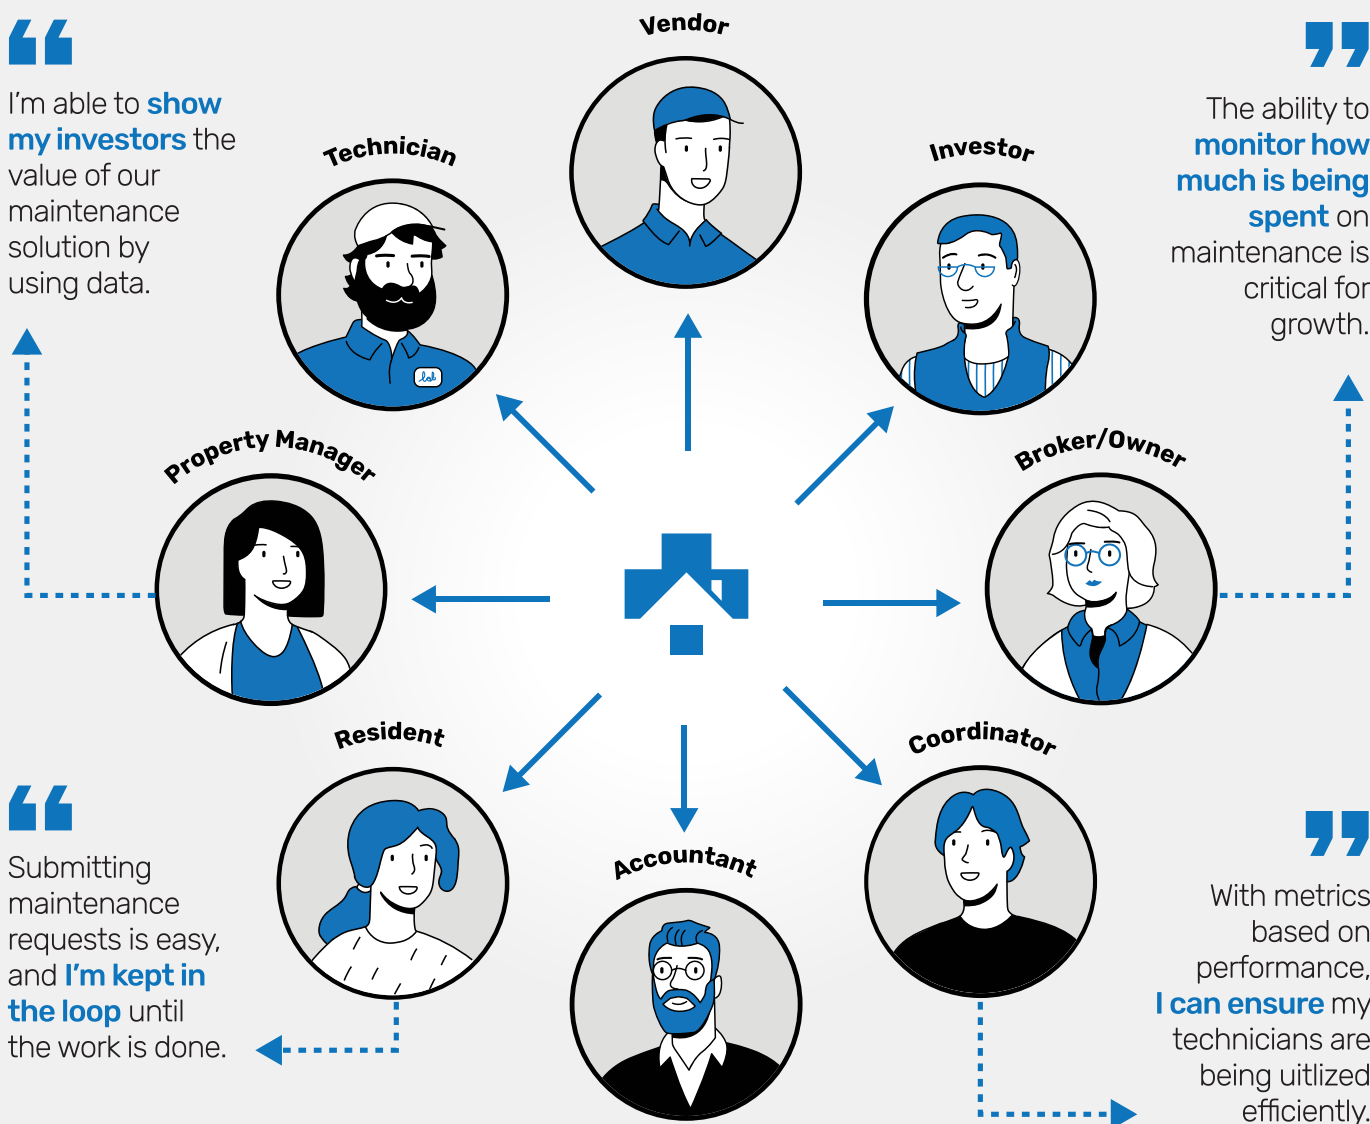 Vendor
I'm able to show
my investors the
value of our
maintenance
solution by
using data.
Technician
Investor
The ability to
monitor how
much is being
spent on
maintenance is
critical for
growth.
Property Manager
Broker/Owner
Resident
Coordinator
Submitting
maintenance
requests is easy,
and I'm kept in
the loop until
the work is done.
Accountant
With metrics
based on
performance,
I can ensure my
technicians are
being uitlized
efficiently.